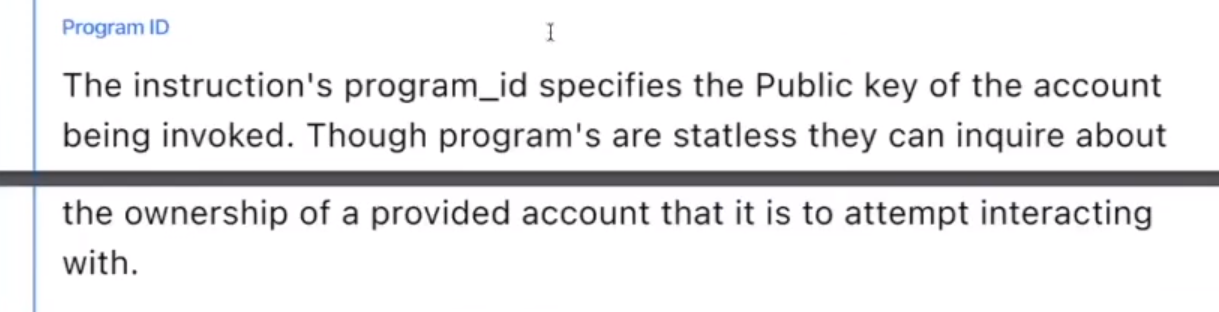 Program ID
The instruction's program_id specifies the Public key of the account
being invoked. Though program's are statless they can inquire about
the ownership of a provided account that it is to attempt interacting
with.